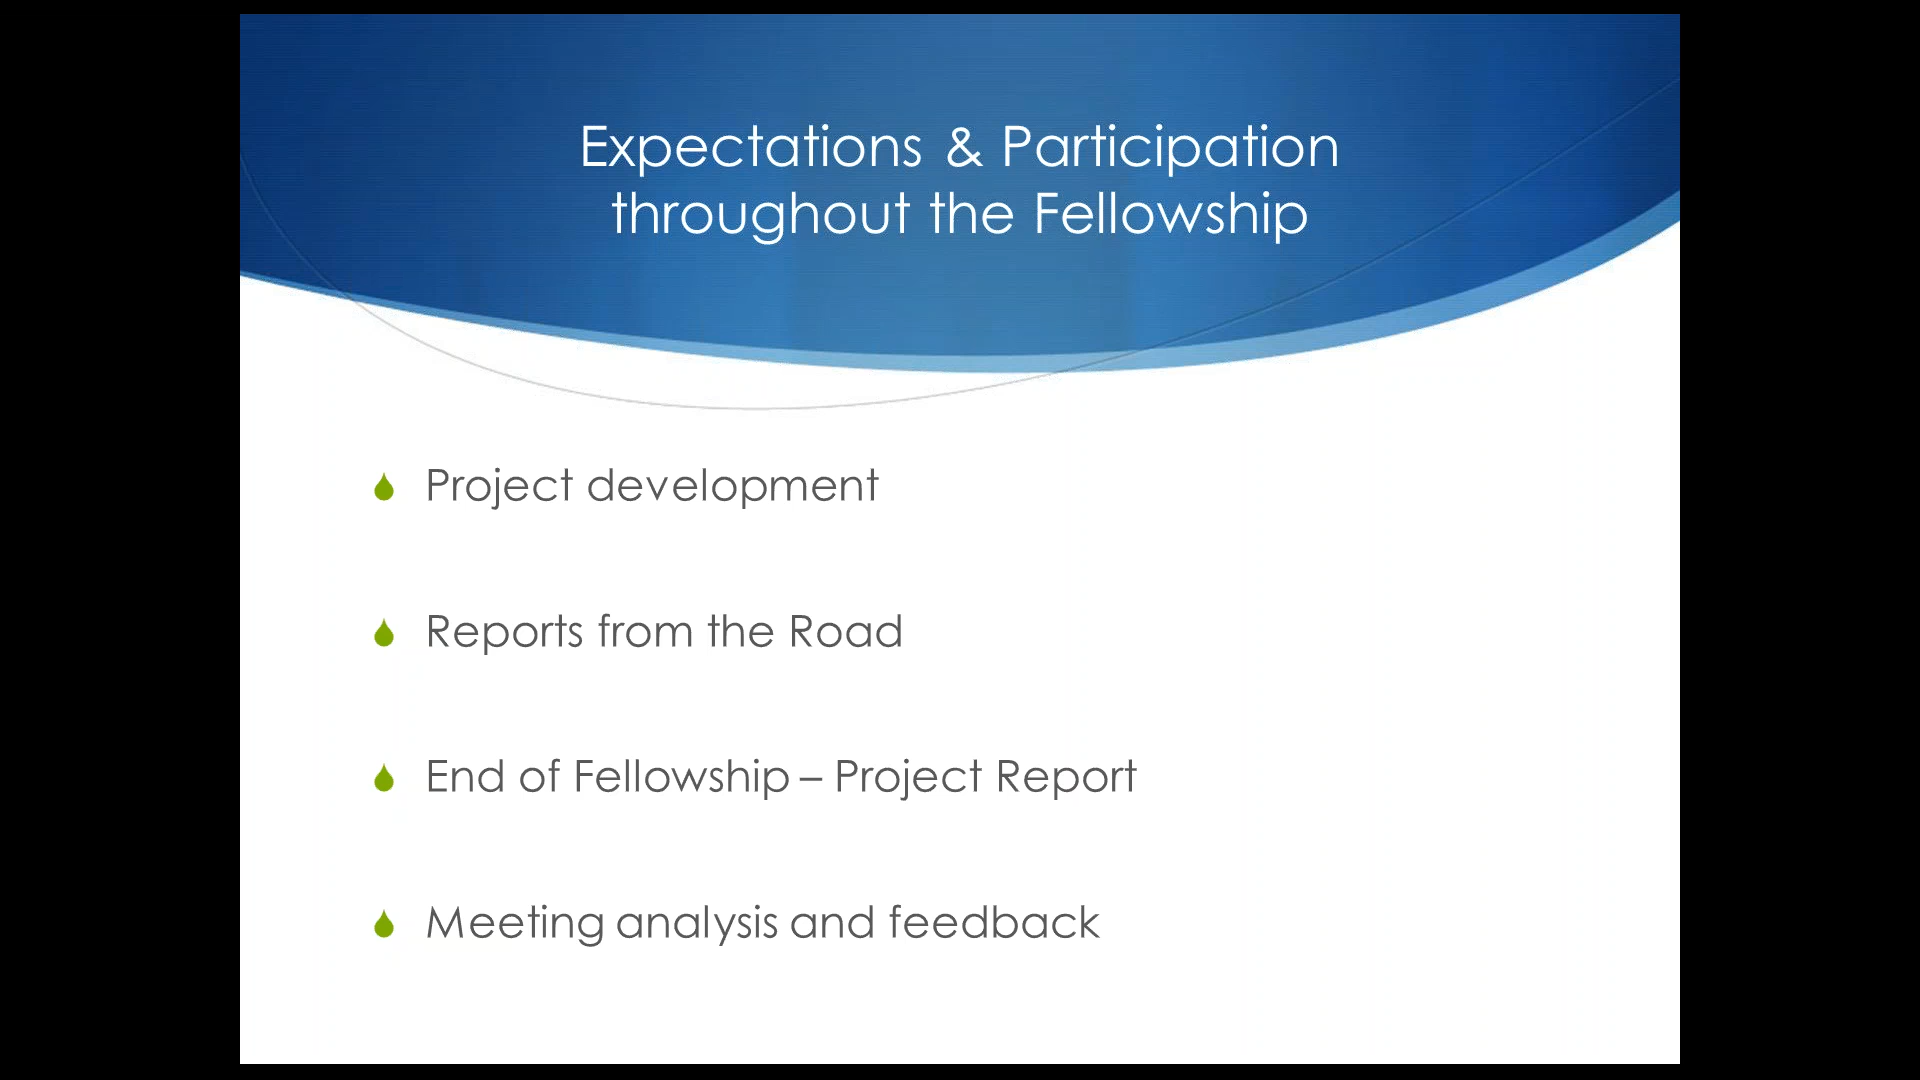 Expectations & Participation
throughout the Fellowship
Project development
Reports from the Road
End of Fellowship – Project Report
Meeting analysis and feedback